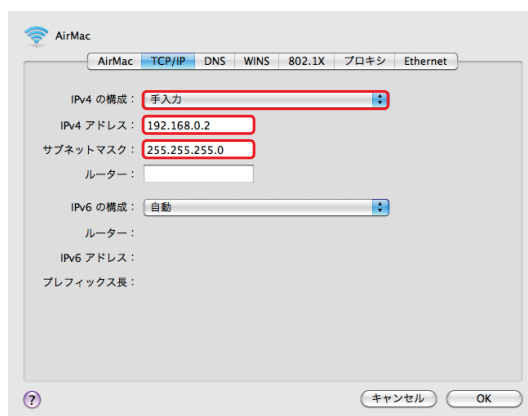 AirMac
AirMac TCP/IP DNS WINS 802.1X プロキシ Ethernet
IPv4 の構成： 手入力
IPv4 アドレス： 192.168.0.2
サブネットマスク： 255.255.255.0
ルーター：
IPv6 の構成： 自動
ルーター：
IPv6 アドレス：
プレフィックス長：
? キャンセル OK